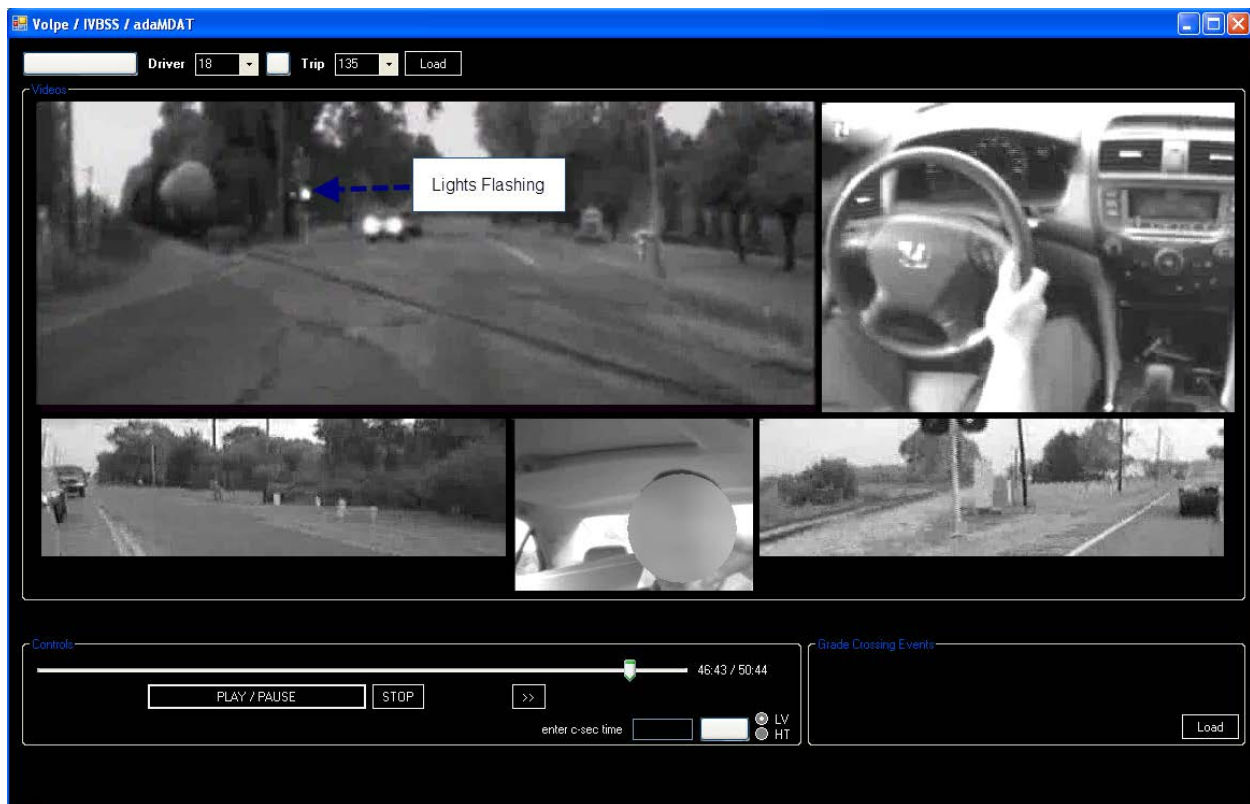 Volpe / IVBSS / adaMDAT
Driver 18 Trip 135 Load
Videos
Lights Flashing
Controls
46:43 / 50:44
PLAY / PAUSE STOP >>
enter c-sec time LV
HT
Grade Crossing Events
Load